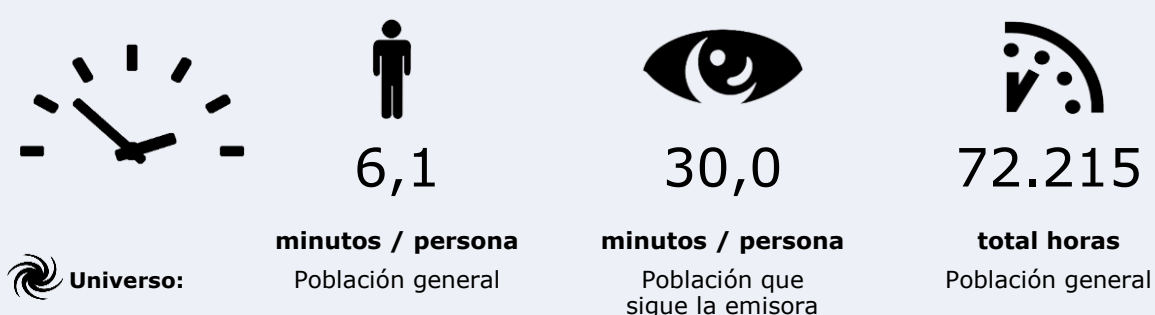 6,1
30,0
72.215
minutos / persona
minutos / persona
total horas
Universo:
Población general
Población que
sigue la emisora
Población general